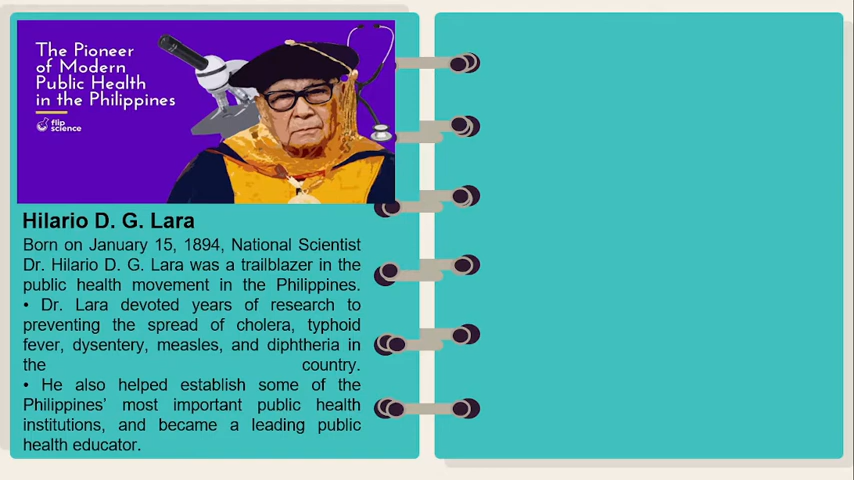 The Pioneer
of Modern
Public Health
in the Philippines
flip
science
Hilario D. G. Lara
Born on January 15, 1894, National Scientist
Dr. Hilario D. G. Lara was a trailblazer in the
public health movement in the Philippines.
• Dr. Lara devoted years of research to
preventing the spread of cholera, typhoid
fever, dysentery, measles, and diphtheria in
the country.
• He also helped establish some of the
Philippines’ most important public health
institutions, and became a leading public
health educator.